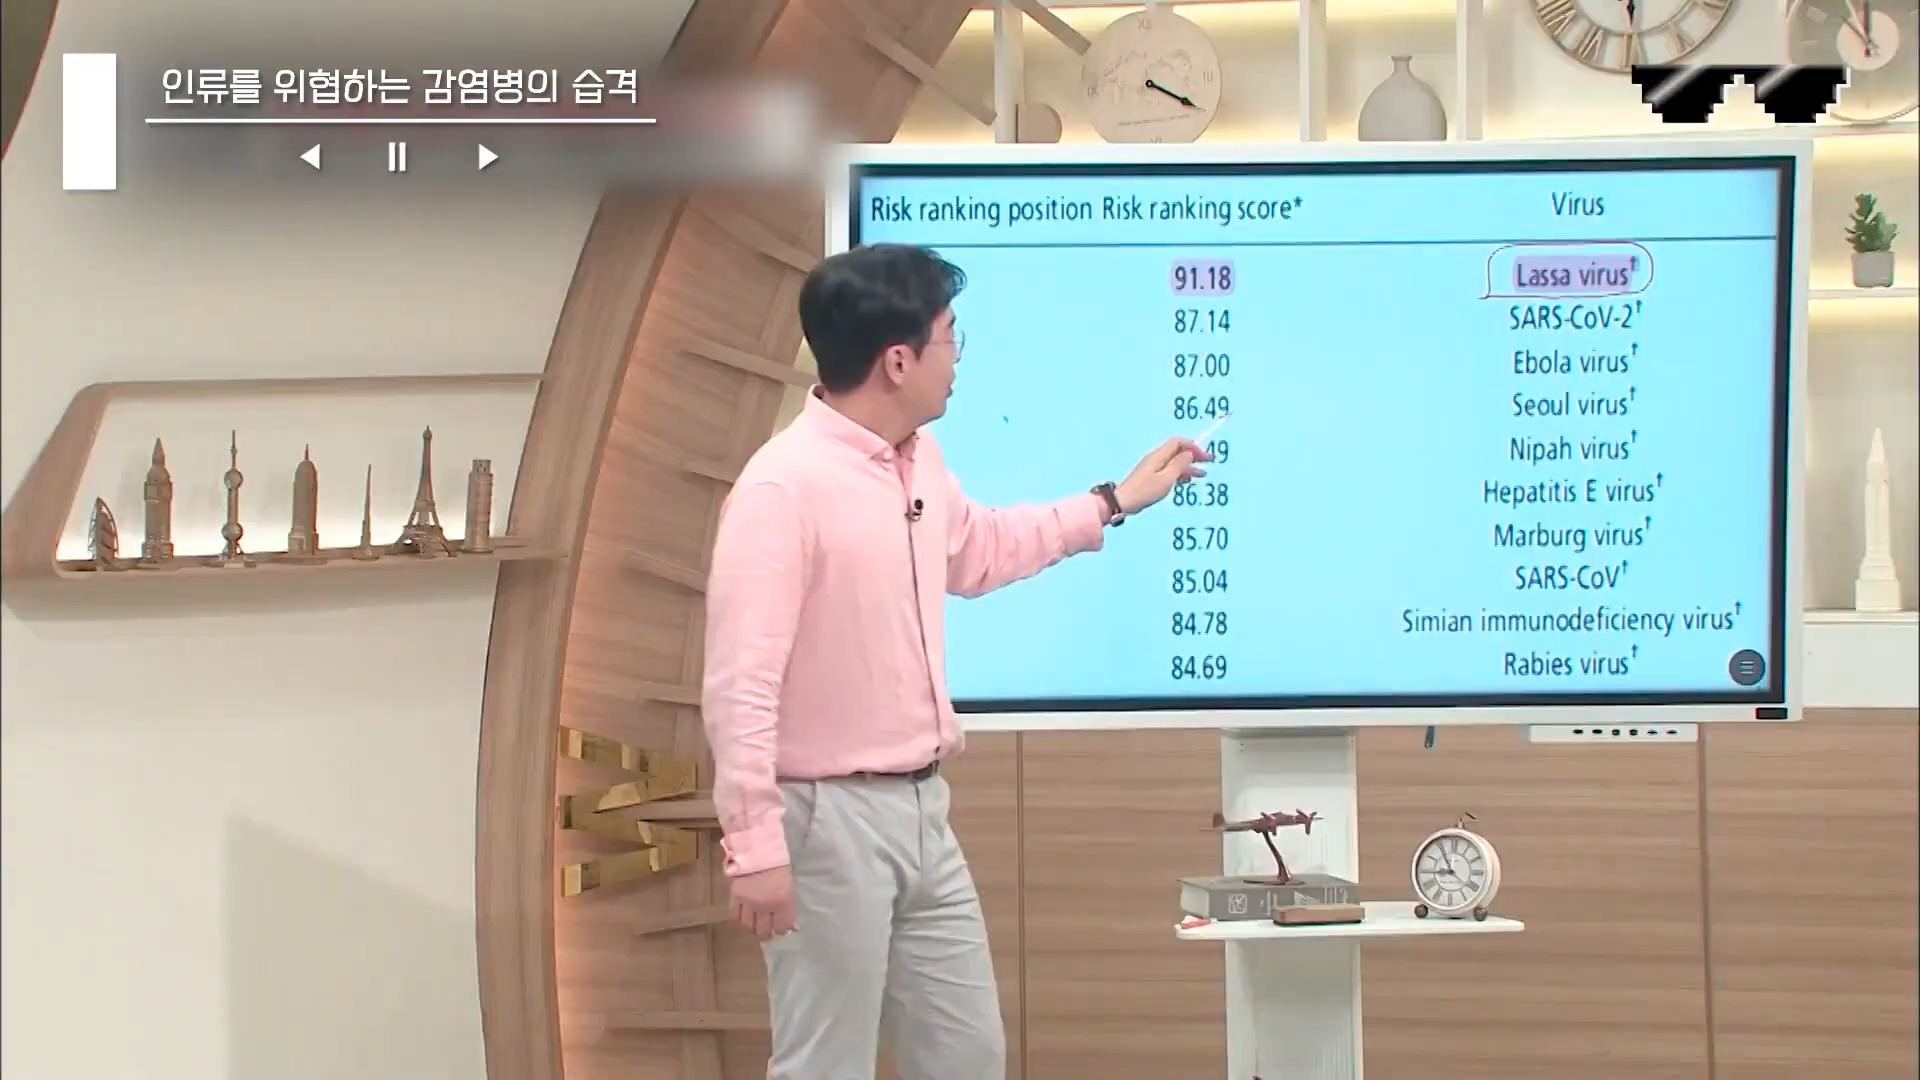 인류를 위협하는 감염병의 습격
Risk ranking position Risk ranking score* Virus
91.18 Lassa virus†
87.14 SARS-CoV-2†
87.00 Ebola virus†
86.49 Seoul virus†
.49 Nipah virus†
86.38 Hepatitis E virus†
85.70 Marburg virus†
85.04 SARS-CoV†
84.78 Simian immunodeficiency virus†
84.69 Rabies virus†